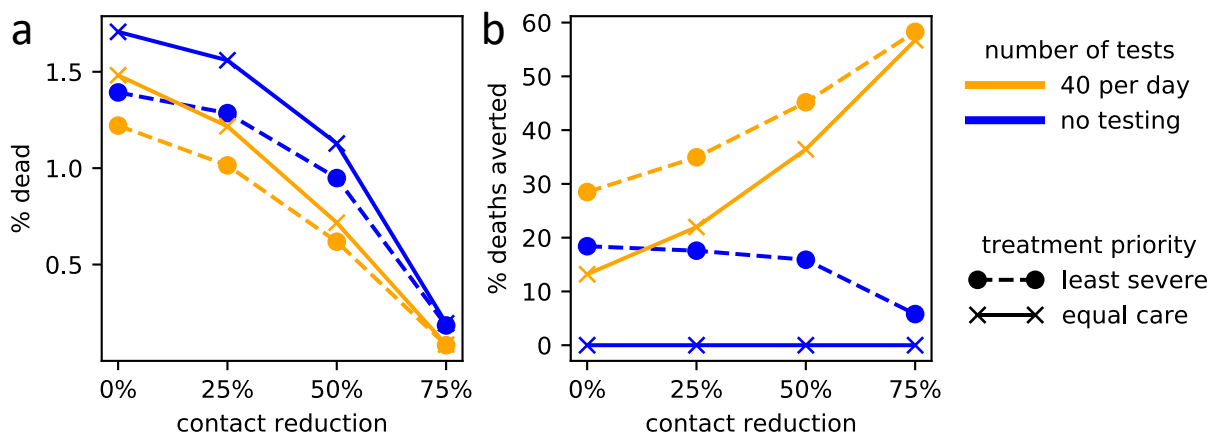 a
% dead
1.5
1.0
0.5
0% 25% 50% 75%
contact reduction
b
% deaths averted
60
50
40
30
20
10
0
0% 25% 50% 75%
contact reduction
number of tests
40 per day
no testing
treatment priority
least severe
equal care